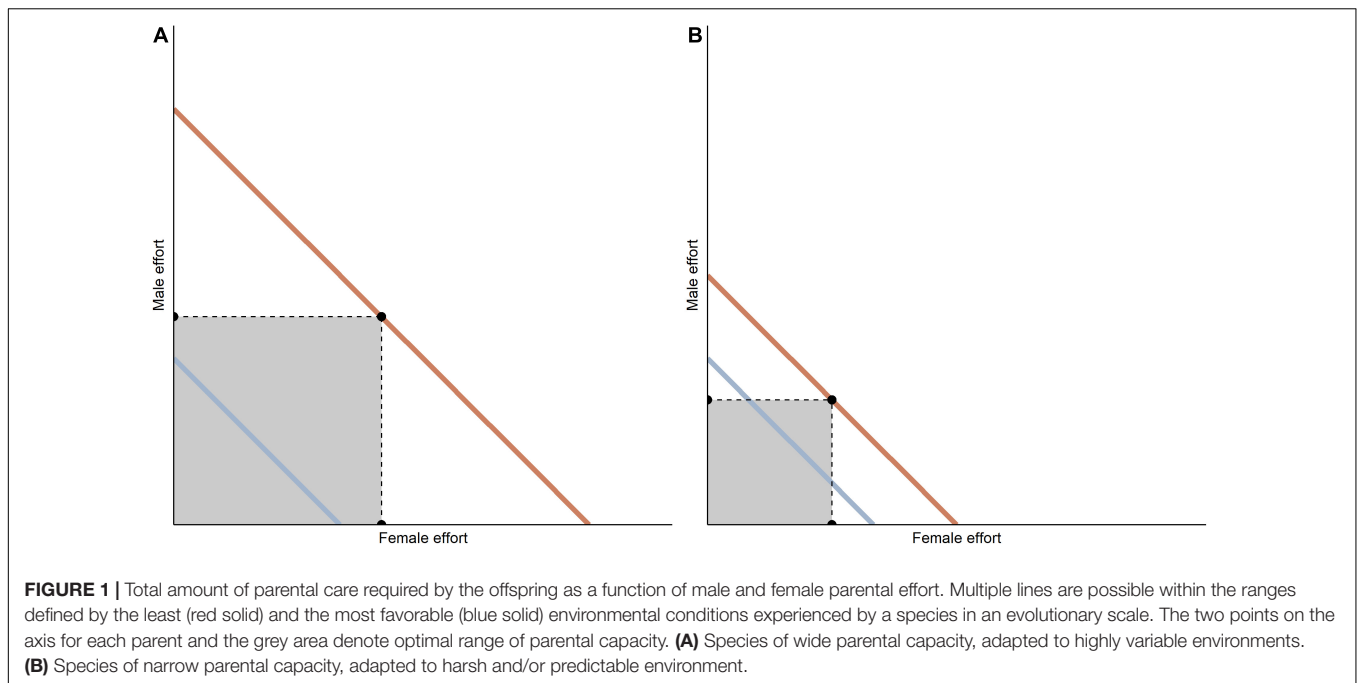 A
B
Male effort
Male effort
Female effort
Female effort
FIGURE 1 | Total amount of parental care required by the offspring as a function of male and female parental effort. Multiple lines are possible within the ranges
defined by the least (red solid) and the most favorable (blue solid) environmental conditions experienced by a species in an evolutionary scale. The two points on the
axis for each parent and the grey area denote optimal range of parental capacity. (A) Species of wide parental capacity, adapted to highly variable environments.
(B) Species of narrow parental capacity, adapted to harsh and/or predictable environment.